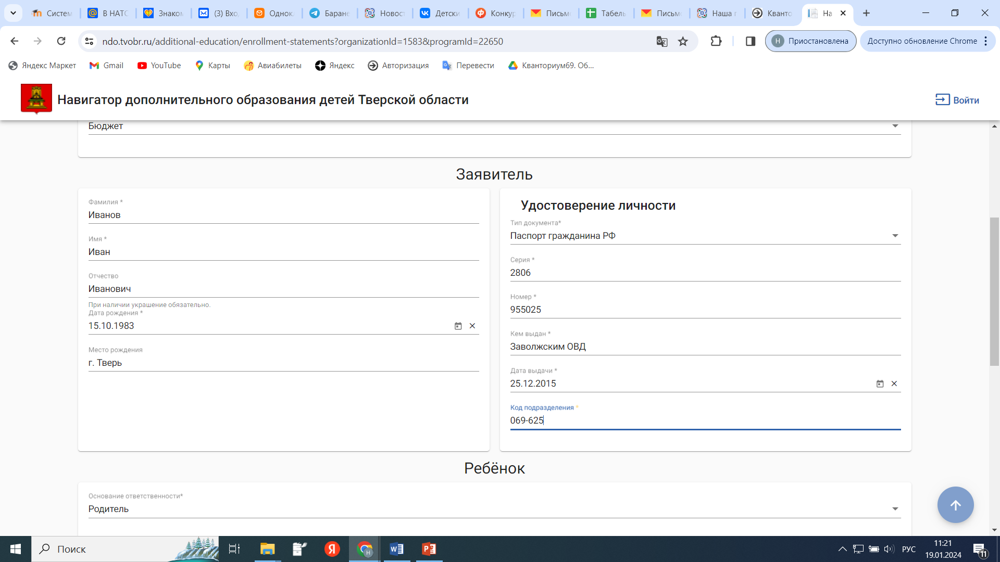 Систем
В НАТО
Знаком
(3) Вхо
Однок
Баране
Новост
Детски
Конкур
Письмо
Табель
Письмо
Наша г
Кванто
На
ndo.tvobr.ru/additional-education/enrollment-statements?organizationId=1583&programId=22650
Н
Приостановлена
Доступно обновление Chrome
Яндекс Маркет
Gmail
YouTube
Карты
Авиабилеты
Яндекс
Авторизация
Перевести
Кванториум69. Об...
Навигатор дополнительного образования детей Тверской области
Войти
Бюджет
Заявитель
Фамилия *
Иванов
Имя *
Иван
Отчество
Иванович
При наличии украшение обязательно.
Дата рождения *
15.10.1983
Место рождения
г. Тверь
Удостоверение личности
Тип документа*
Паспорт гражданина РФ
Серия *
2806
Номер *
955025
Кем выдан *
Заволжским ОВД
Дата выдачи *
25.12.2015
Код подразделения *
069-625
Ребёнок
Основание ответственности*
Родитель
Поиск
РУС
11:21
19.01.2024
11